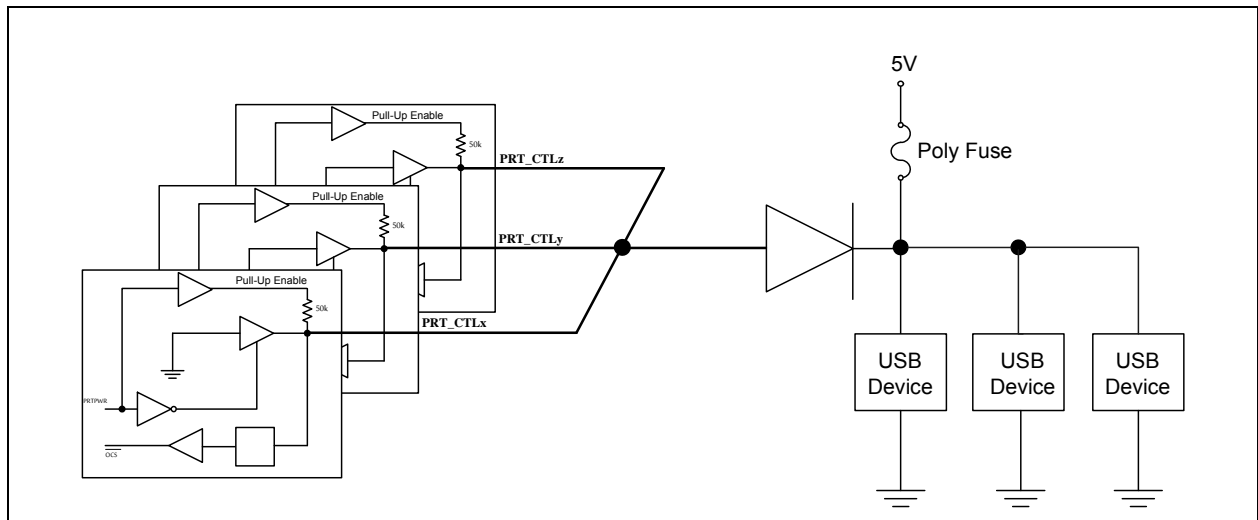 5V
Poly Fuse
Pull-Up Enable
50k
PRT_CTLz
Pull-Up Enable
50k
PRT_CTLy
Pull-Up Enable
50k
PRT_CTLx
PRTPWR
OCS
USB
Device
USB
Device
USB
Device